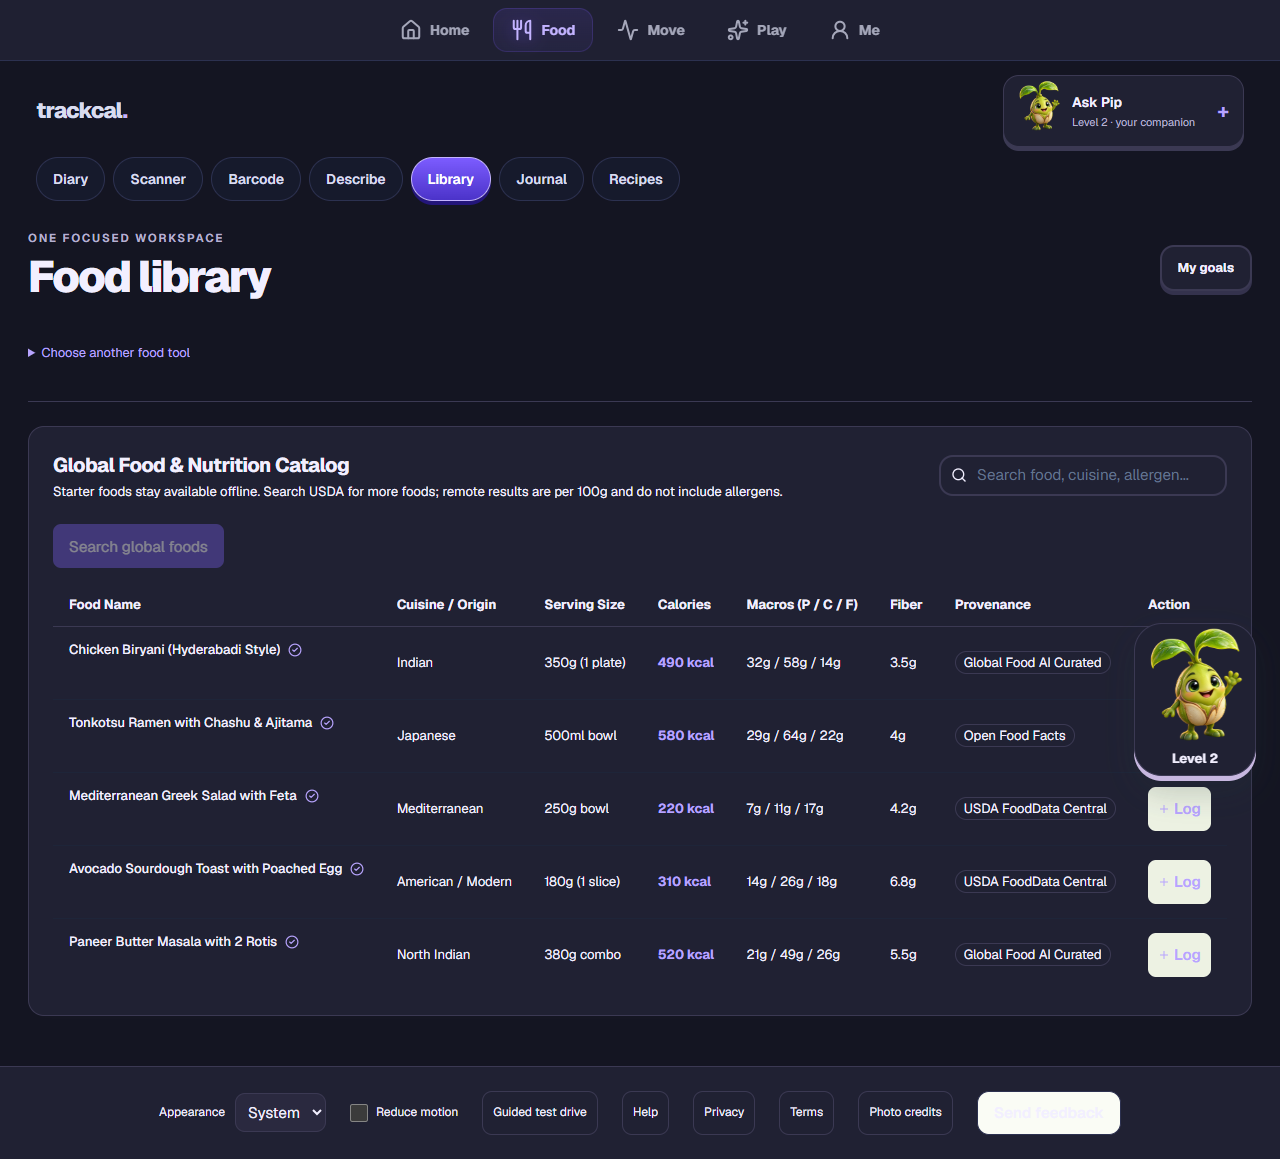 Home
Food
Move
Play
Me
trackcal.
Ask Pip
Level 2 · your companion
+
Diary
Scanner
Barcode
Describe
Library
Journal
Recipes
ONE FOCUSED WORKSPACE
Food library
My goals
Choose another food tool
Global Food & Nutrition Catalog
Starter foods stay available offline. Search USDA for more foods; remote results are per 100g and do not include allergens.
Search food, cuisine, allergen...
Search global foods
Food Name Cuisine / Origin Serving Size Calories Macros (P / C / F) Fiber Provenance Action
Chicken Biryani (Hyderabadi Style) Indian 350g (1 plate) 490 kcal 32g / 58g / 14g 3.5g Global Food AI Curated
Tonkotsu Ramen with Chashu & Ajitama Japanese 500ml bowl 580 kcal 29g / 64g / 22g 4g Open Food Facts
Level 2
Mediterranean Greek Salad with Feta Mediterranean 250g bowl 220 kcal 7g / 11g / 17g 4.2g USDA FoodData Central + Log
Avocado Sourdough Toast with Poached Egg American / Modern 180g (1 slice) 310 kcal 14g / 26g / 18g 6.8g USDA FoodData Central + Log
Paneer Butter Masala with 2 Rotis North Indian 380g combo 520 kcal 21g / 49g / 26g 5.5g Global Food AI Curated + Log
Appearance
System
Reduce motion
Guided test drive
Help
Privacy
Terms
Photo credits
Send feedback